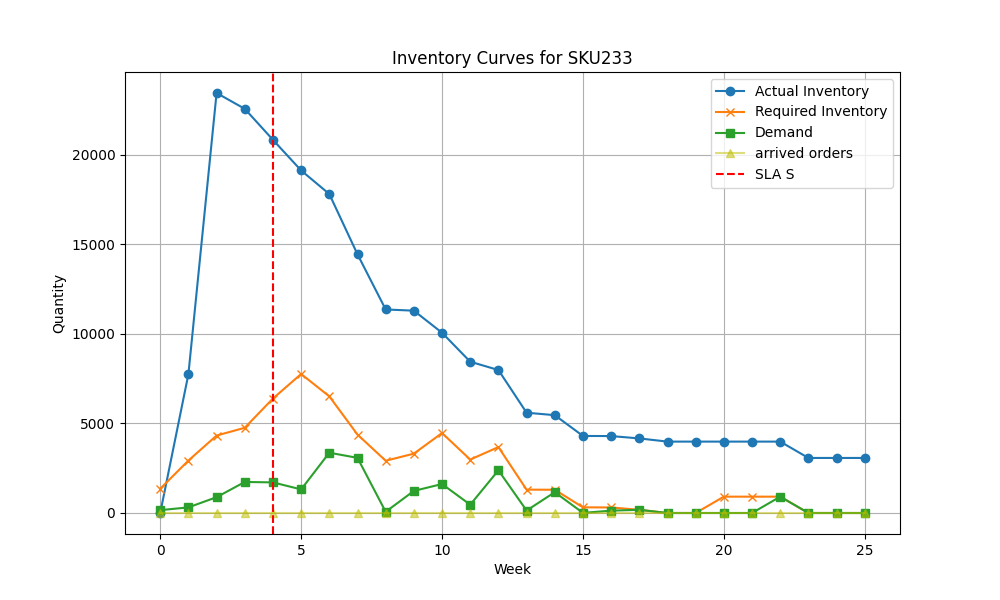 Inventory Curves for SKU233
Actual Inventory
Required Inventory
Demand
arrived orders
SLA S
Quantity
20000
15000
10000
5000
0
0 5 10 15 20 25
Week